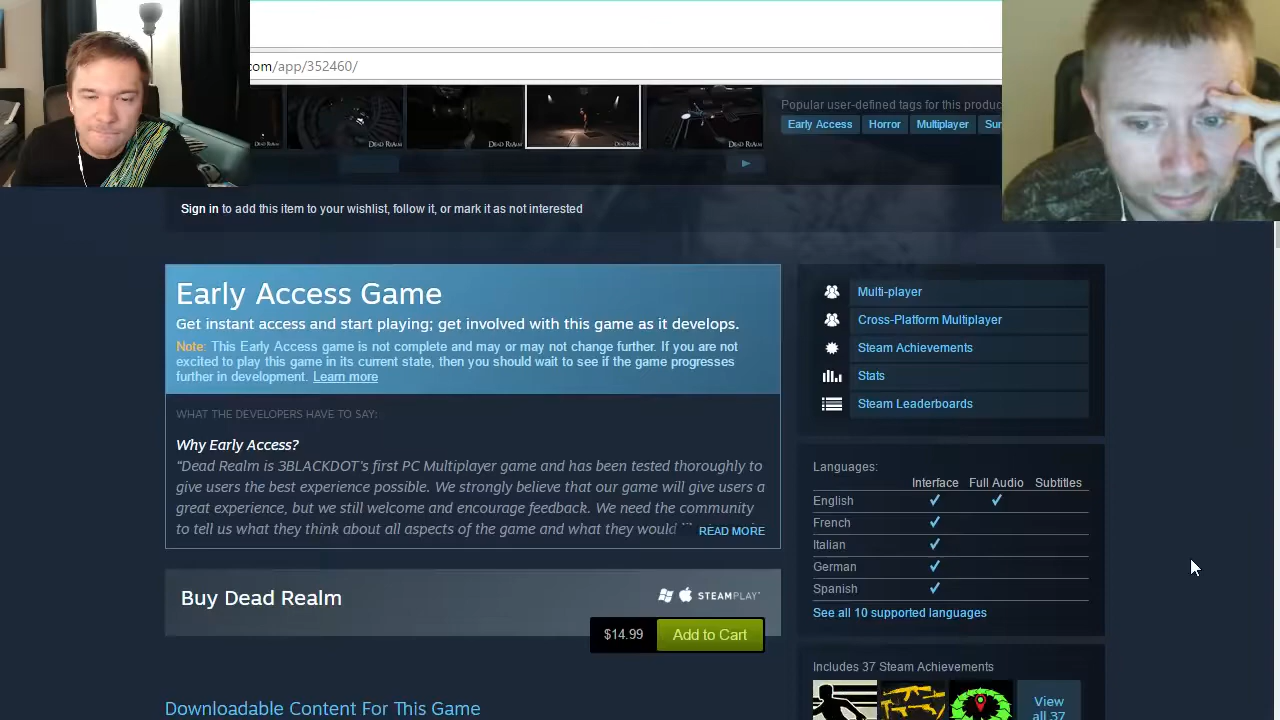 com/app/352460/
Popular user-defined tags for this produc
Early Access Horror Multiplayer Sur
DEAD REALM DEAD REALM DEAD REALM DEAD REALM
Sign in to add this item to your wishlist, follow it, or mark it as not interested
Early Access Game
Get instant access and start playing; get involved with this game as it develops.
Note: This Early Access game is not complete and may or may not change further. If you are not
excited to play this game in its current state, then you should wait to see if the game progresses
further in development. Learn more
WHAT THE DEVELOPERS HAVE TO SAY:
Why Early Access?
“Dead Realm is 3BLACKDOT’s first PC Multiplayer game and has been tested thoroughly to
give users the best experience possible. We strongly believe that our game will give users a
great experience, but we still welcome and encourage feedback. We need the community
to tell us what they think about all aspects of the game and what they would
READ MORE
Buy Dead Realm
STEAMPLAY
$14.99
Add to Cart
Downloadable Content For This Game
Multi-player
Cross-Platform Multiplayer
Steam Achievements
Stats
Steam Leaderboards
Languages:
Interface Full Audio Subtitles
English ✓ ✓
French ✓
Italian ✓
German ✓
Spanish ✓
See all 10 supported languages
Includes 37 Steam Achievements
View
all 37